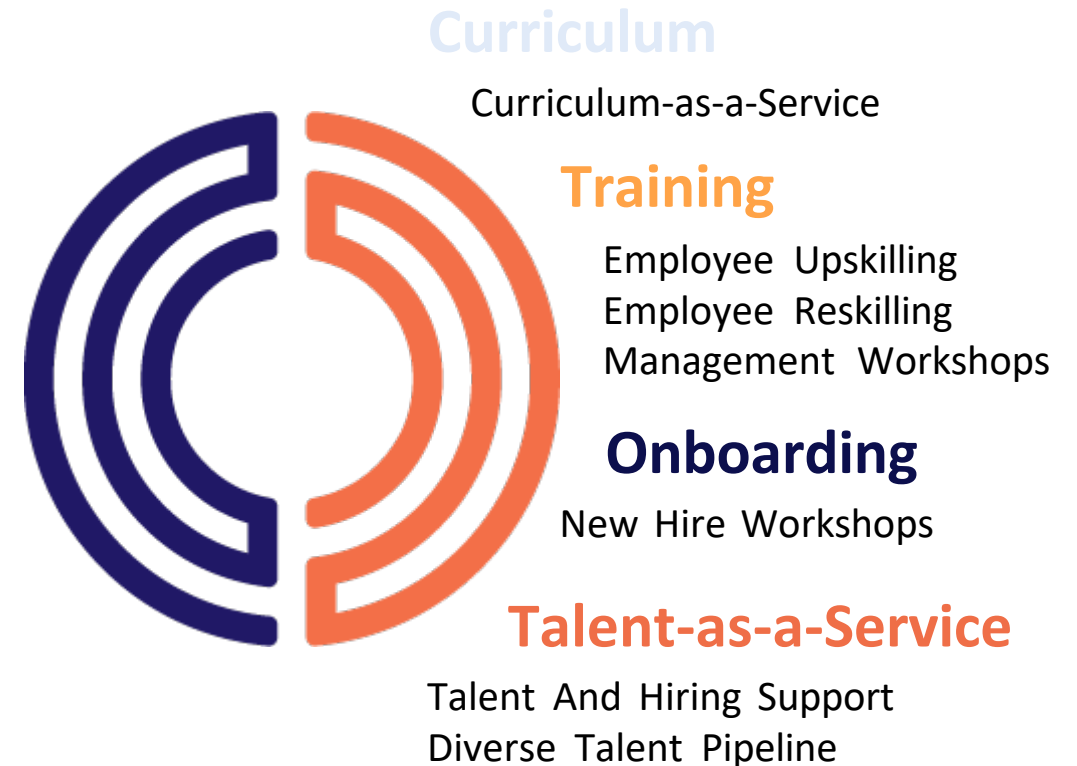 Curriculum
Curriculum-as-a-Service
Training
Employee Upskilling
Employee Reskilling
Management Workshops
Onboarding
New Hire Workshops
Talent-as-a-Service
Talent And Hiring Support
Diverse Talent Pipeline